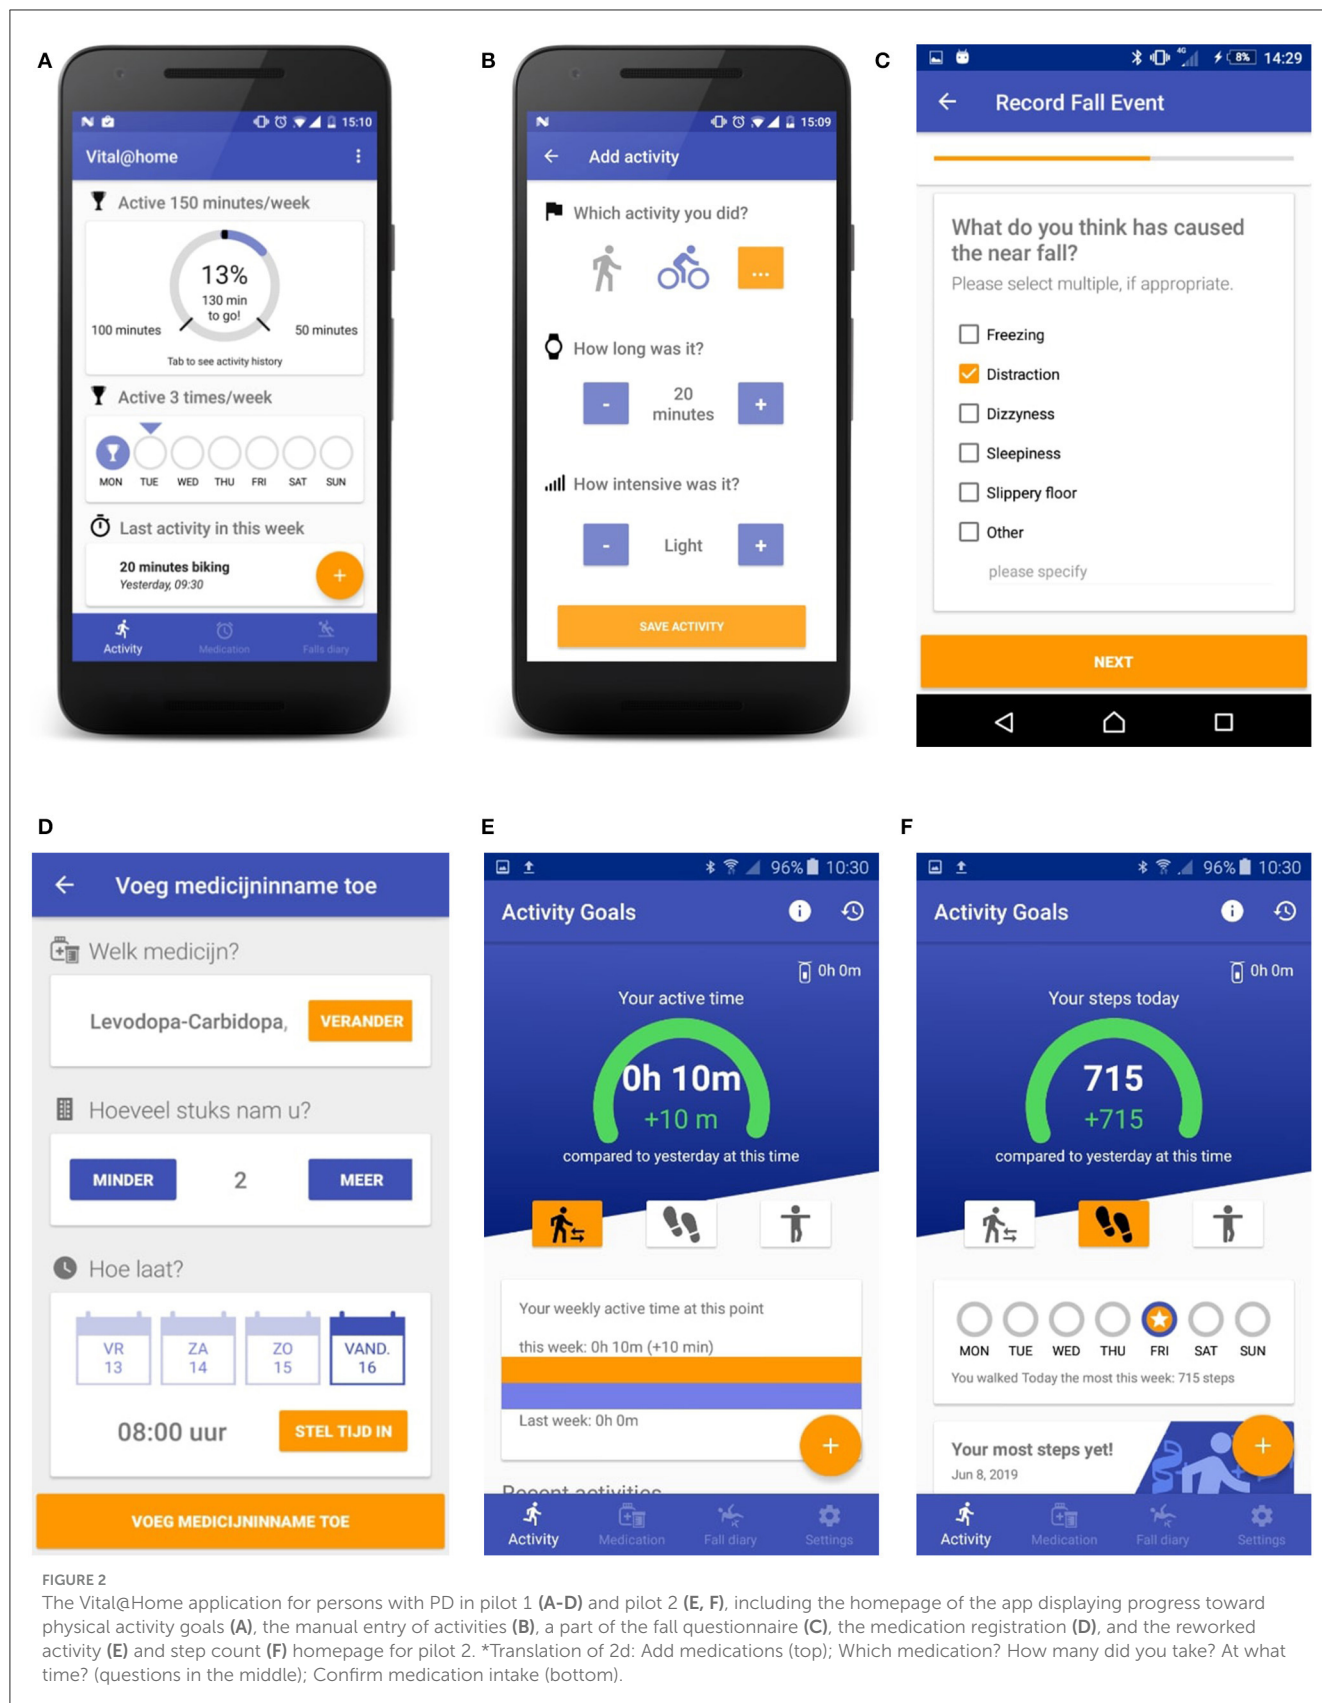 A
15:10
Vital@home
Active 150 minutes/week
13%
130 min
to go!
100 minutes
50 minutes
Tab to see activity history
Active 3 times/week
MON TUE WED THU FRI SAT SUN
Last activity in this week
20 minutes biking
Yesterday, 09:30
+
Activity Medication Falls diary
B
15:09
Add activity
Which activity you did?
...
How long was it?
- 20 +
minutes
How intensive was it?
- Light +
SAVE ACTIVITY
C
4G 8% 14:29
Record Fall Event
What do you think has caused
the near fall?
Please select multiple, if appropriate.
Freezing
Distraction
Dizzyness
Sleepiness
Slippery floor
Other
please specify
NEXT
D
Voeg medicijninname toe
Welk medicijn?
Levodopa-Carbidopa, VERANDER
Hoeveel stuks nam u?
MINDER 2 MEER
Hoe laat?
VR ZA ZO VAND.
13 14 15 16
08:00 uur STEL TIJD IN
VOEG MEDICIJNINNAME TOE
E
96% 10:30
Activity Goals
0h 0m
Your active time
0h 10m
+10 m
compared to yesterday at this time
Your weekly active time at this point
this week: 0h 10m (+10 min)
Last week: 0h 0m
+
Recent activities
Activity Medication Fall diary Settings
F
96% 10:30
Activity Goals
0h 0m
Your steps today
715
+715
compared to yesterday at this time
MON TUE WED THU FRI SAT SUN
You walked Today the most this week: 715 steps
Your most steps yet!
Jun 8, 2019
+
Activity Medication Fall diary Settings
FIGURE 2
The Vital@Home application for persons with PD in pilot 1 (A-D) and pilot 2 (E, F), including the homepage of the app displaying progress toward
physical activity goals (A), the manual entry of activities (B), a part of the fall questionnaire (C), the medication registration (D), and the reworked
activity (E) and step count (F) homepage for pilot 2. *Translation of 2d: Add medications (top); Which medication? How many did you take? At what
time? (questions in the middle); Confirm medication intake (bottom).